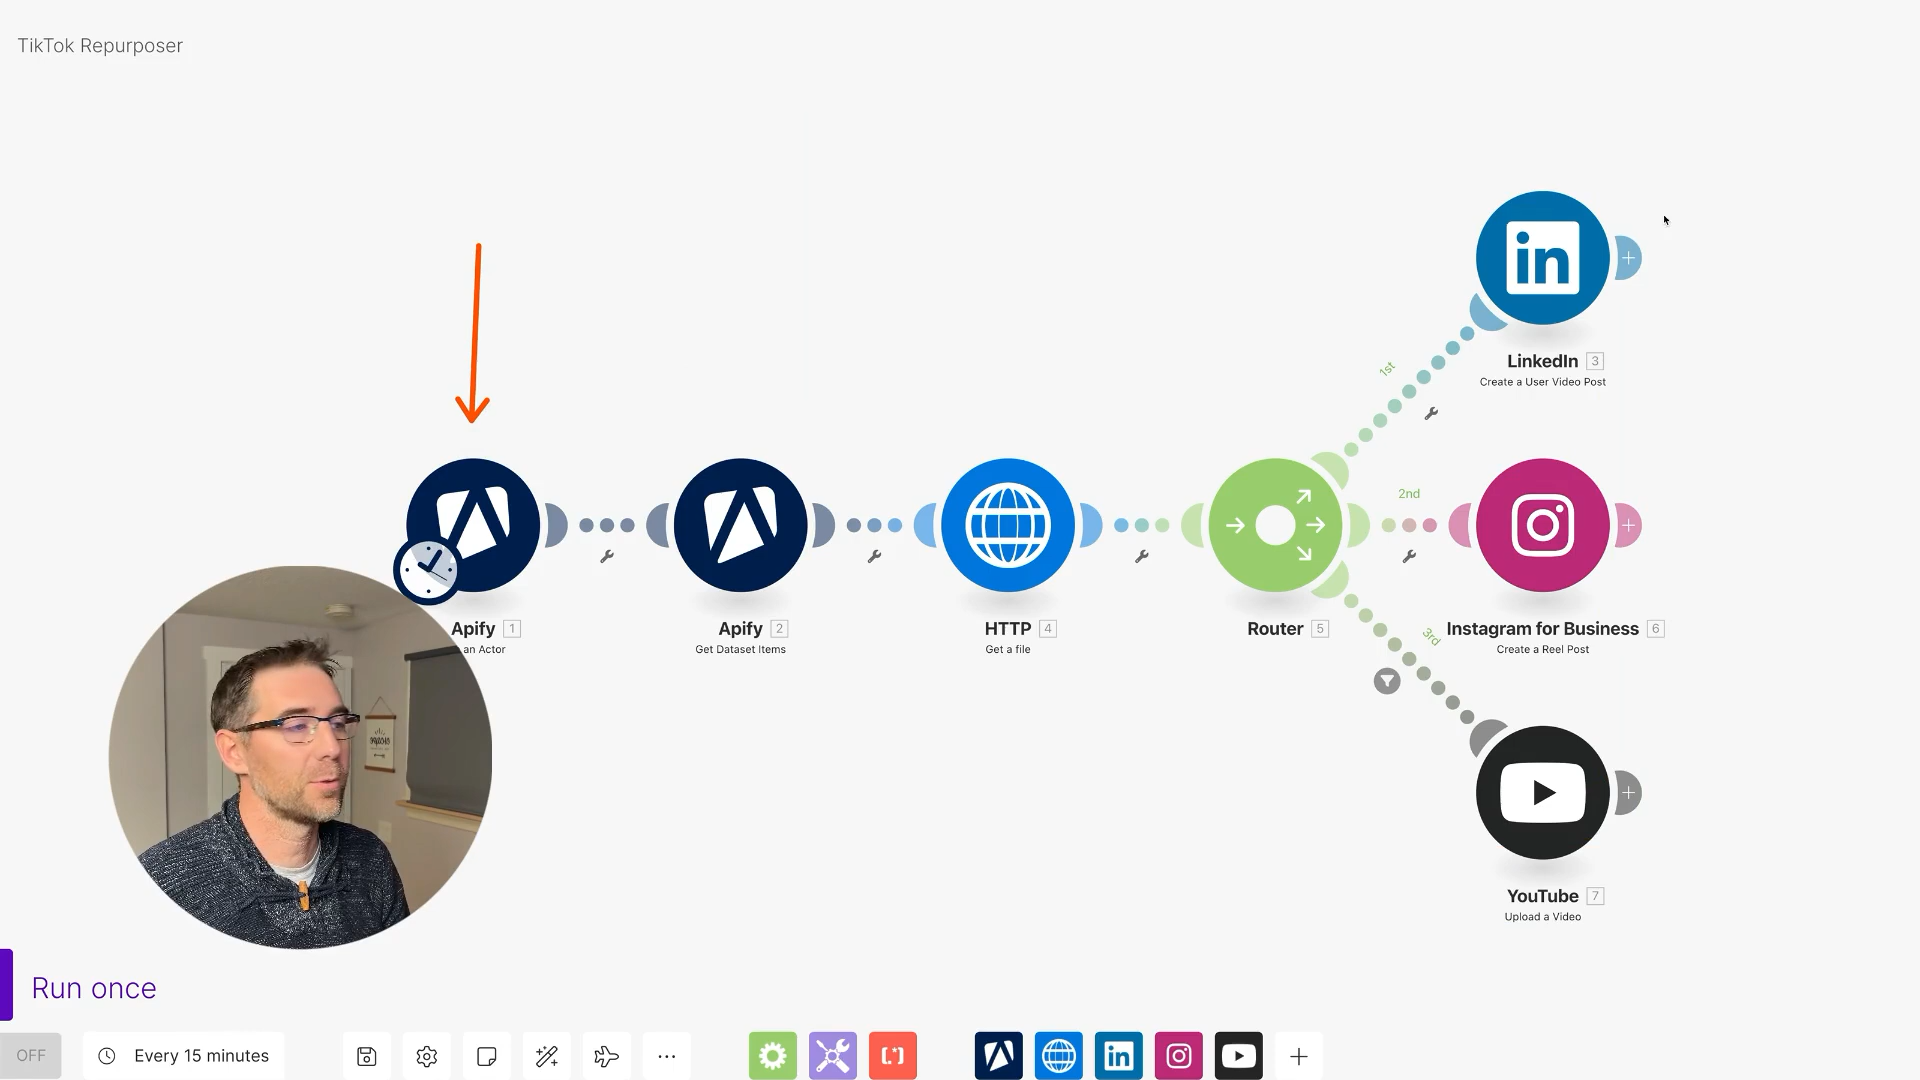 TikTok Repurposer
in
LinkedIn 3
Create a User Video Post
1st
2nd
3rd
Apify 1
an Actor
Apify 2
Get Dataset Items
HTTP 4
Get a file
Router 5
Instagram for Business 6
Create a Reel Post
YouTube 7
Upload a Video
Run once
OFF
Every 15 minutes
[.*]
in